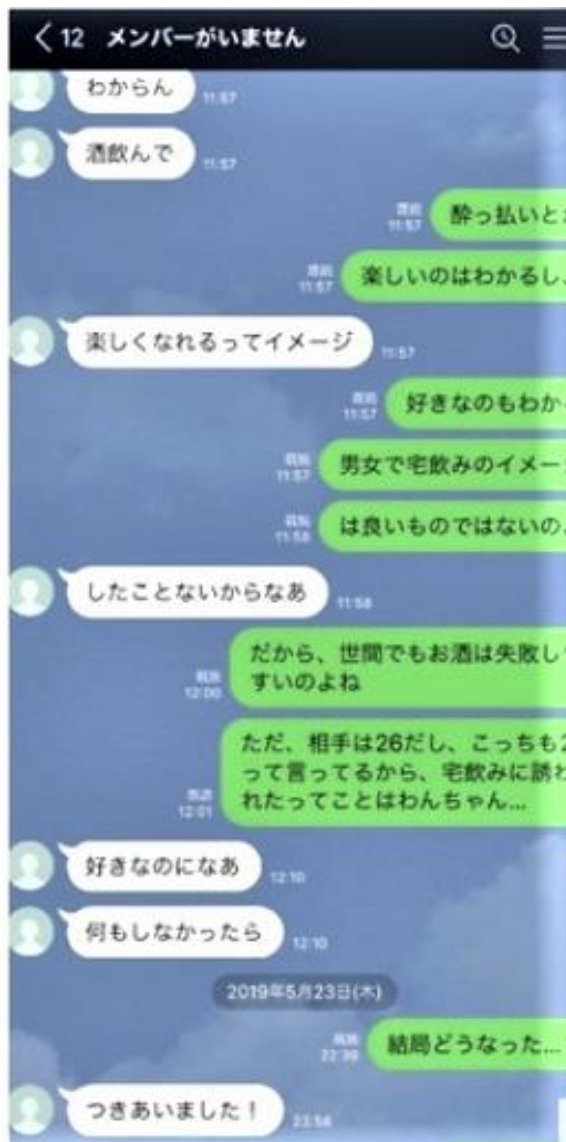 12 メンバーがいません
わからん
11:57
酒飲んで
11:57
既読
11:57
酔っ払いと
既読
11:57
楽しいのはわかるし、
楽しくなれるってイメージ
11:57
既読
11:57
好きなのもわか
既読
11:57
男女で宅飲みのイメー
既読
11:58
は良いものではないの
したことないからなあ
11:58
だから、世間でもお酒は失敗し
すいのよね
既読
12:00
ただ、相手は26だし、こっちも2
って言ってるから、宅飲みに誘わ
れたってことはわんちゃん...
既読
12:01
好きなのになあ
12:10
何もしなかったら
12:10
2019年5月23日(木)
既読
22:39
結局どうなった...
つきあいました！
23:58